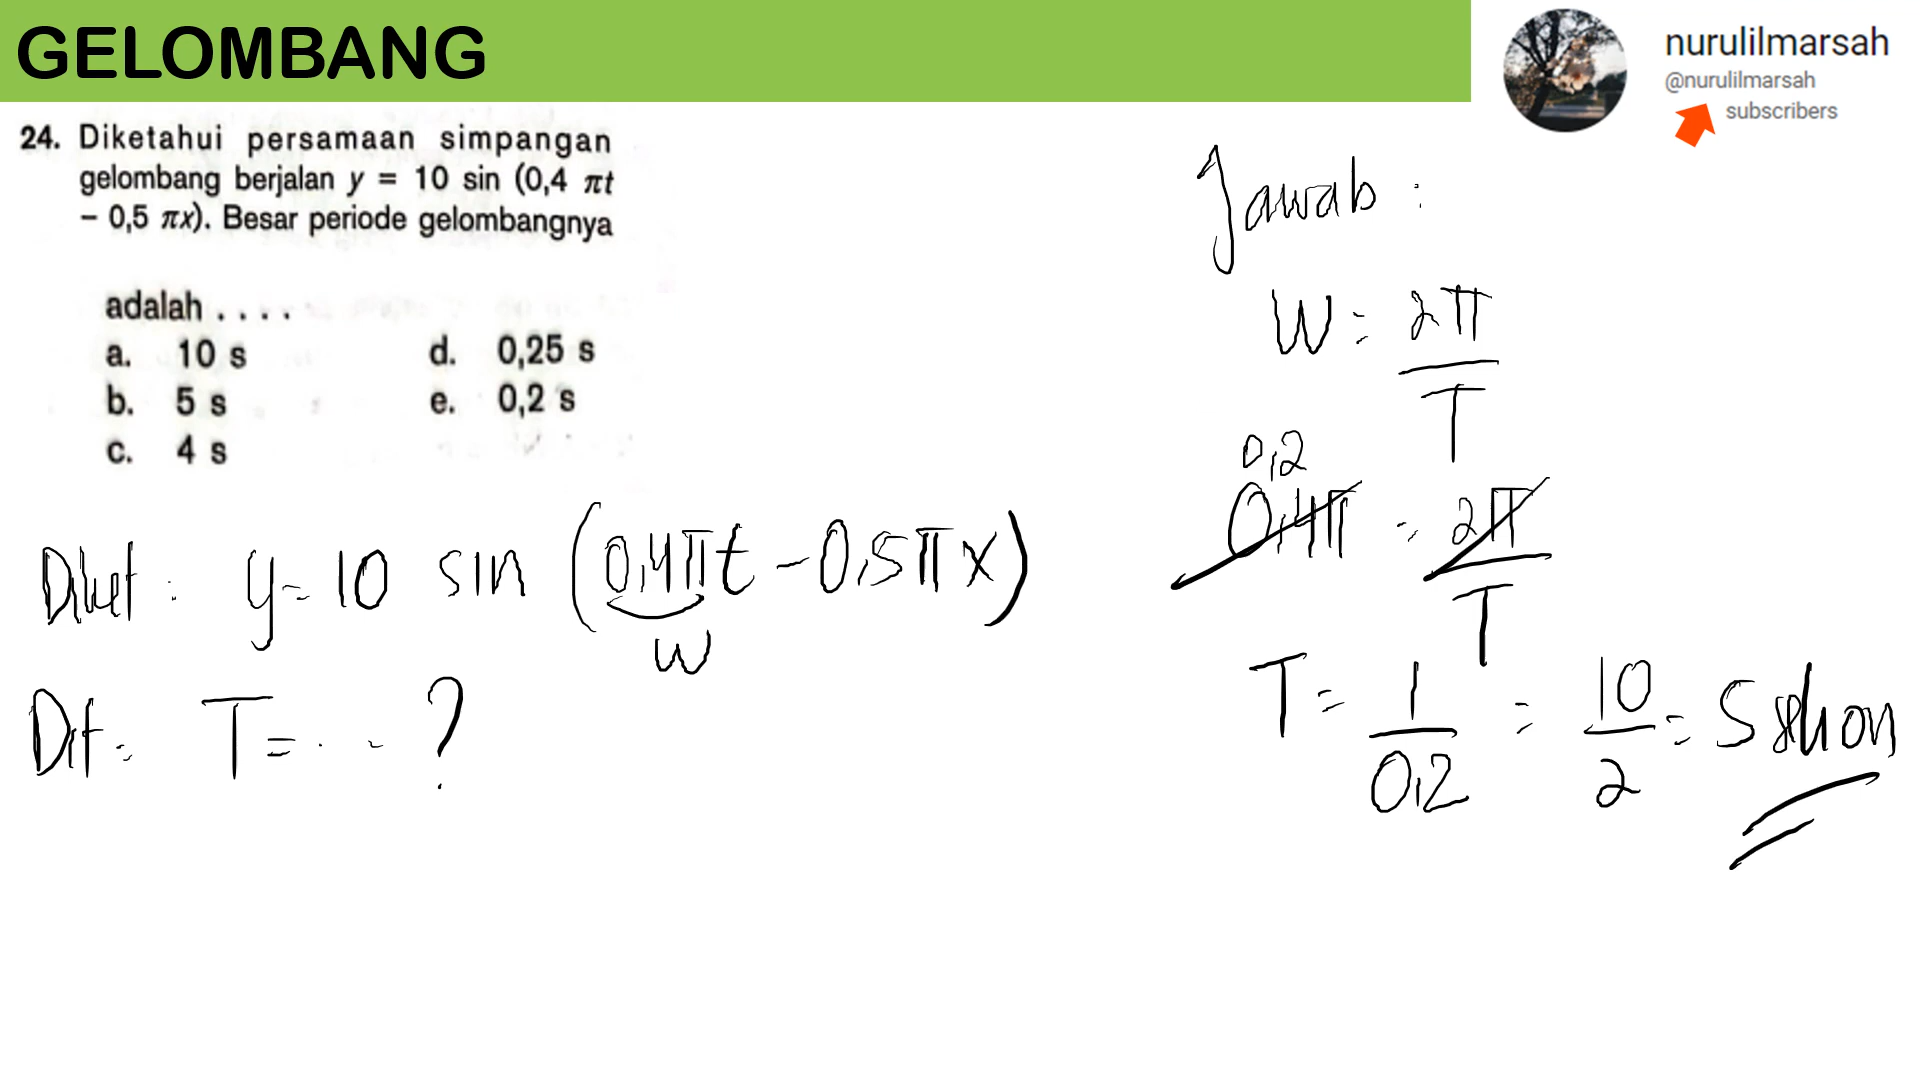 GELOMBANG
nurulilmarsah
@nurulilmarsah
subscribers
24. Diketahui persamaan simpangan
gelombang berjalan y = 10 sin (0,4 πt
– 0,5 πx). Besar periode gelombangnya
adalah . . . .
a. 10 s
b. 5 s
c. 4 s
d. 0,25 s
e. 0,2 s
Diket : y = 10 sin (0,4πt - 0,5πx)
W
Dit = T = ... ?
Jawab :
W = 2π
T
0,2
0,4π = 2π
T
T = 1 = 10 = 5 sekon
0,2 2